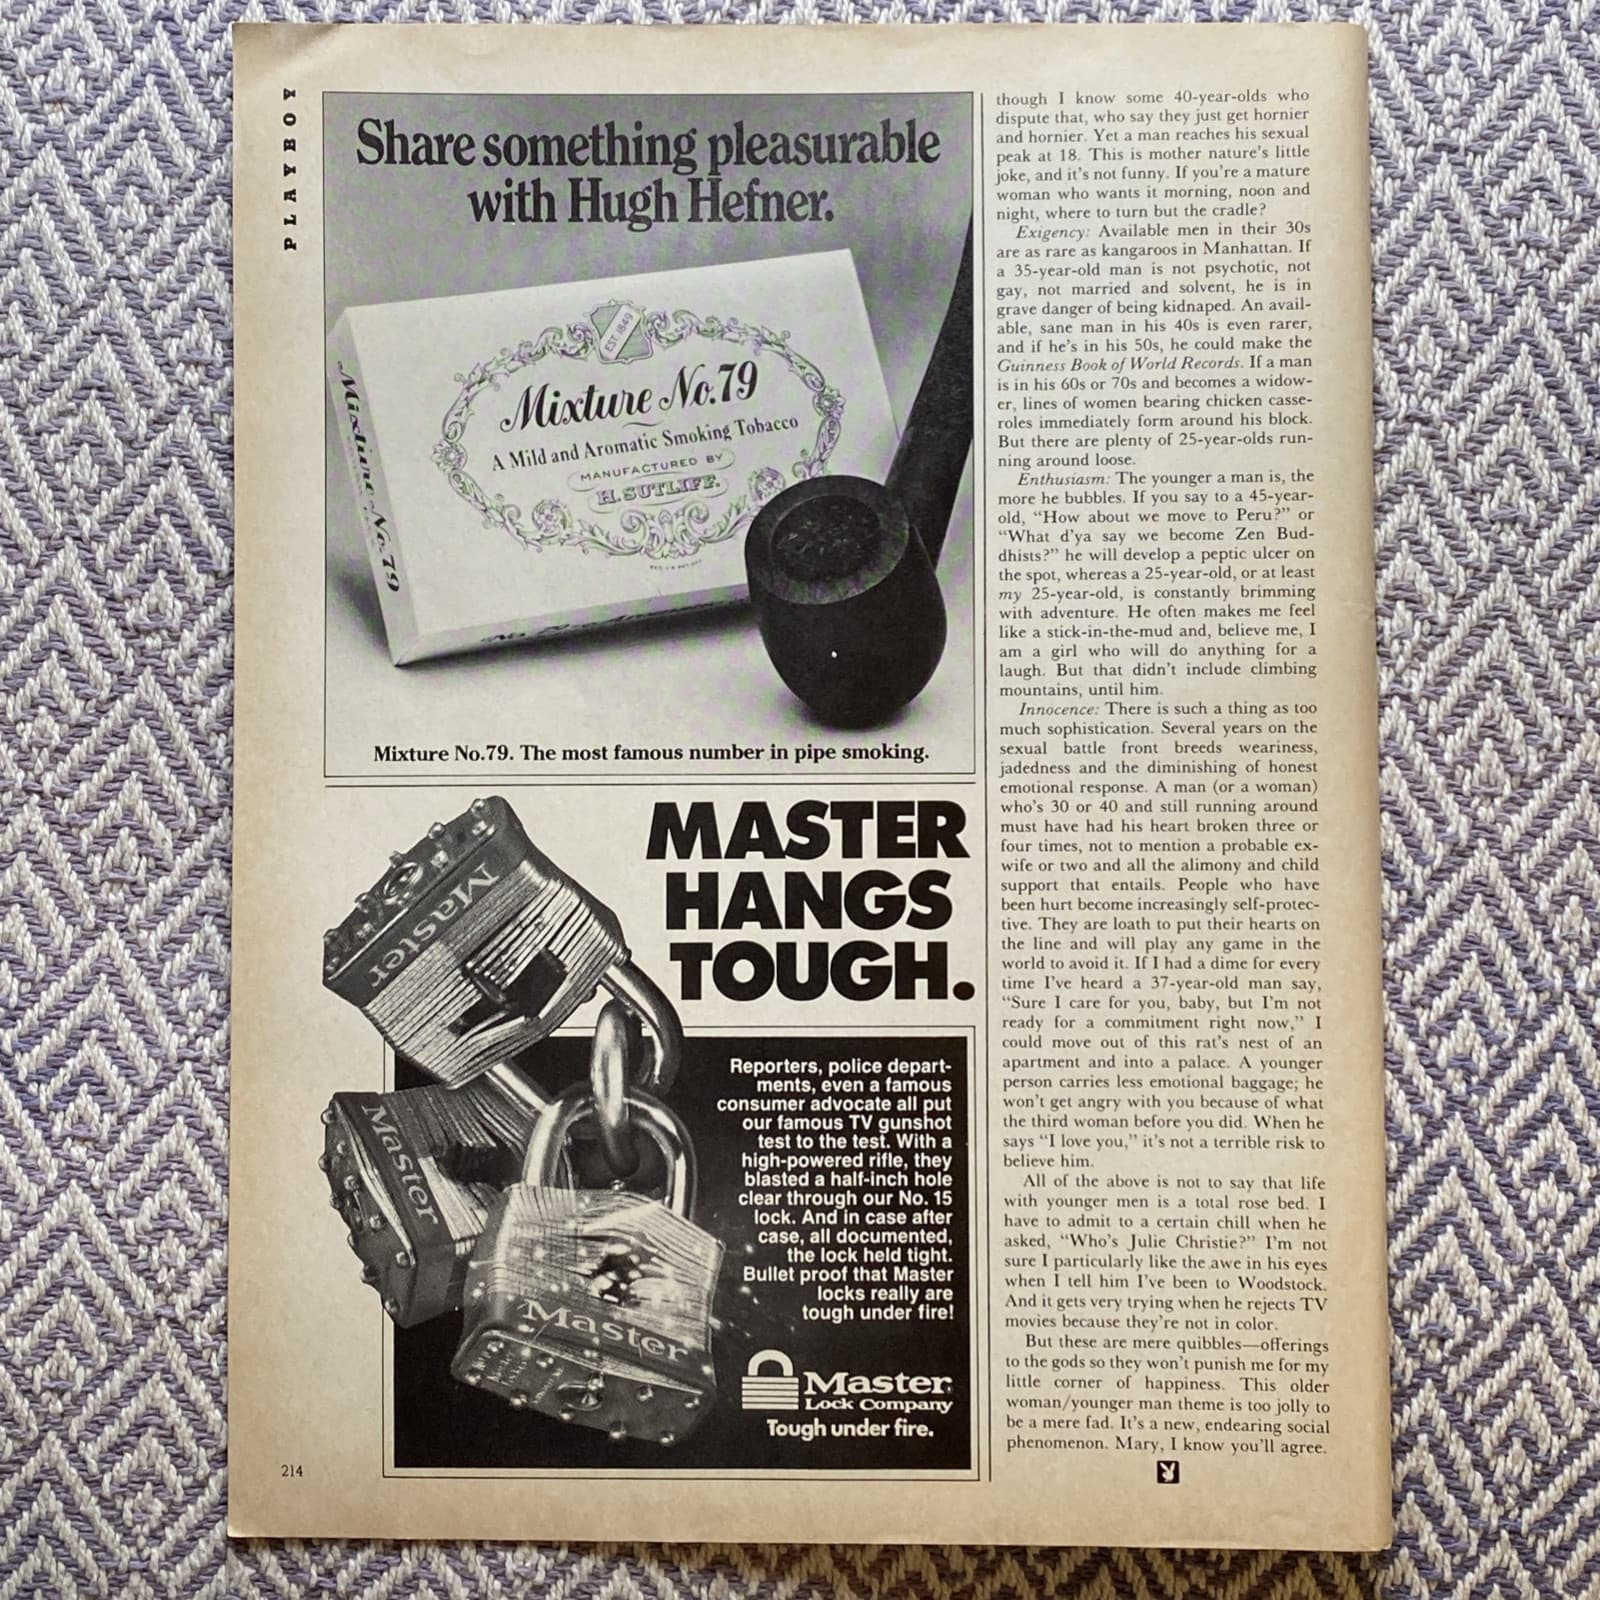 PLAYBOY
Share something pleasurable
with Hugh Hefner.
EST 1849
Mixture No.79
A Mild and Aromatic Smoking Tobacco
MANUFACTURED BY
H. SUTLIFF.
Mixture No.79
Mixture No.79. The most famous number in pipe smoking.
MASTER
HANGS
TOUGH.
Master
Master
Master
Reporters, police depart-
ments, even a famous
consumer advocate all put
our famous TV gunshot
test to the test. With a
high-powered rifle, they
blasted a half-inch hole
clear through our No. 15
lock. And in case after
case, all documented,
the lock held tight.
Bullet proof that Master
locks really are
tough under fire!
Master
Lock Company
Tough under fire.
214
though I know some 40-year-olds who
dispute that, who say they just get hornier
and hornier. Yet a man reaches his sexual
peak at 18. This is mother nature's little
joke, and it's not funny. If you're a mature
woman who wants it morning, noon and
night, where to turn but the cradle?
Exigency: Available men in their 30s
are as rare as kangaroos in Manhattan. If
a 35-year-old man is not psychotic, not
gay, not married and solvent, he is in
grave danger of being kidnaped. An avail-
able, sane man in his 40s is even rarer,
and if he's in his 50s, he could make the
Guinness Book of World Records. If a man
is in his 60s or 70s and becomes a widow-
er, lines of women bearing chicken casse-
roles immediately form around his block.
But there are plenty of 25-year-olds run-
ning around loose.
Enthusiasm: The younger a man is, the
more he bubbles. If you say to a 45-year-
old, "How about we move to Peru?" or
"What d'ya say we become Zen Bud-
dhists?" he will develop a peptic ulcer on
the spot, whereas a 25-year-old, or at least
my 25-year-old, is constantly brimming
with adventure. He often makes me feel
like a stick-in-the-mud and, believe me, I
am a girl who will do anything for a
laugh. But that didn't include climbing
mountains, until him.
Innocence: There is such a thing as too
much sophistication. Several years on the
sexual battle front breeds weariness,
jadedness and the diminishing of honest
emotional response. A man (or a woman)
who's 30 or 40 and still running around
must have had his heart broken three or
four times, not to mention a probable ex-
wife or two and all the alimony and child
support that entails. People who have
been hurt become increasingly self-protec-
tive. They are loath to put their hearts on
the line and will play any game in the
world to avoid it. If I had a dime for every
time I've heard a 37-year-old man say,
"Sure I care for you, baby, but I'm not
ready for a commitment right now," I
could move out of this rat's nest of an
apartment and into a palace. A younger
person carries less emotional baggage; he
won't get angry with you because of what
the third woman before you did. When he
says "I love you," it's not a terrible risk to
believe him.
All of the above is not to say that life
with younger men is a total rose bed. I
have to admit to a certain chill when he
asked, "Who's Julie Christie?" I'm not
sure I particularly like the awe in his eyes
when I tell him I've been to Woodstock.
And it gets very trying when he rejects TV
movies because they're not in color.
But these are mere quibbles—offerings
to the gods so they won't punish me for my
little corner of happiness. This older
woman/younger man theme is too jolly to
be a mere fad. It's a new, endearing social
phenomenon. Mary, I know you'll agree.